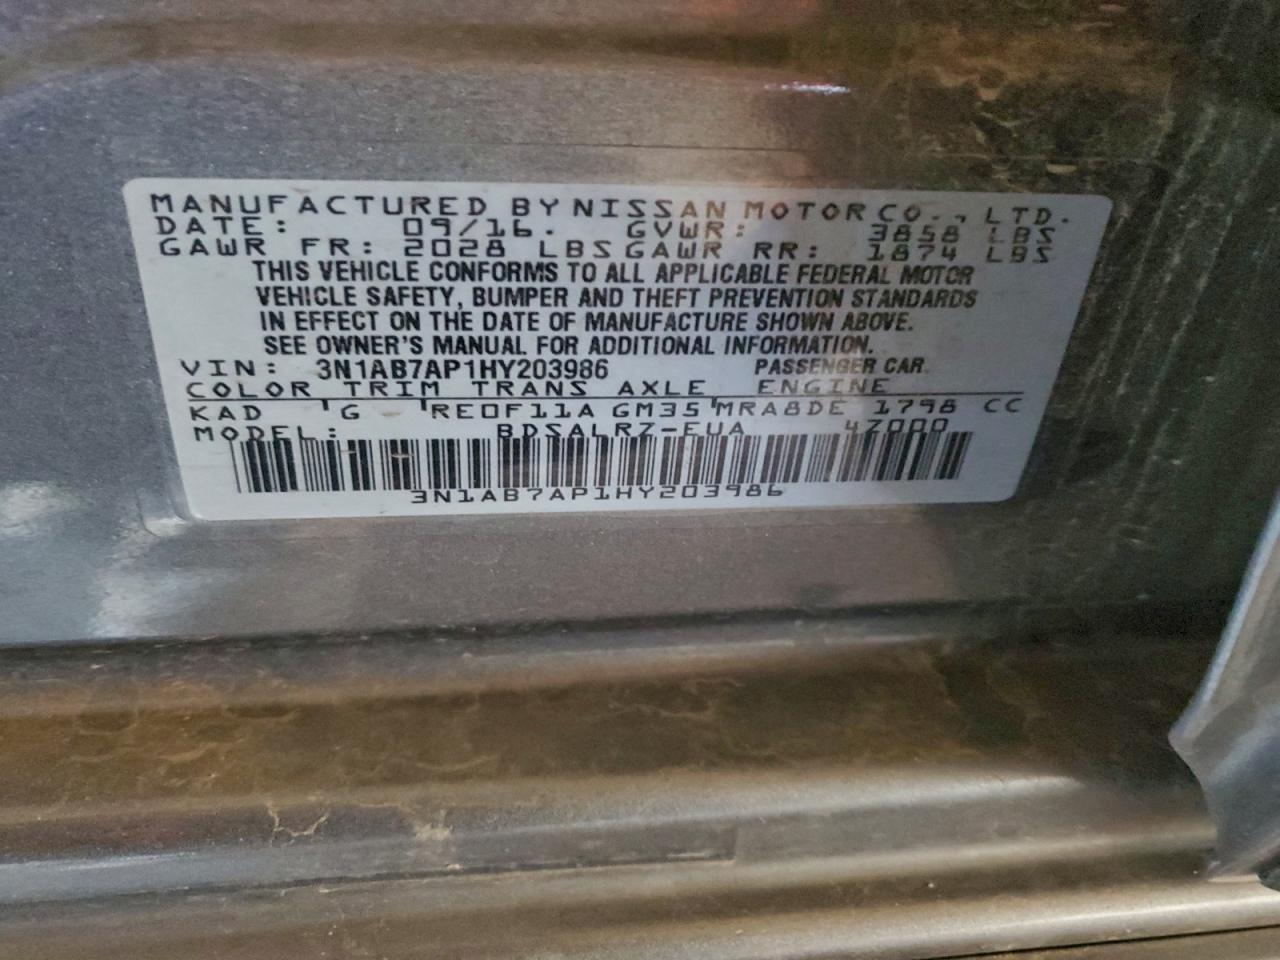 MANUFACTURED BY NISSAN MOTOR CO., LTD.
DATE: 09/16. GVWR: 3858 LBS
GAWR FR: 2028 LBS GAWR RR: 1874 LBS
THIS VEHICLE CONFORMS TO ALL APPLICABLE FEDERAL MOTOR
VEHICLE SAFETY, BUMPER AND THEFT PREVENTION STANDARDS
IN EFFECT ON THE DATE OF MANUFACTURE SHOWN ABOVE.
SEE OWNER'S MANUAL FOR ADDITIONAL INFORMATION.
VIN: 3N1AB7AP1HY203986 PASSENGER CAR.
COLOR TRIM TRANS AXLE ENGINE
KAD G RE0F11A GM35 MRA8DE 1798 CC
MODEL: BDSALRZ-EUA 4Z000
3N1AB7AP1HY203986